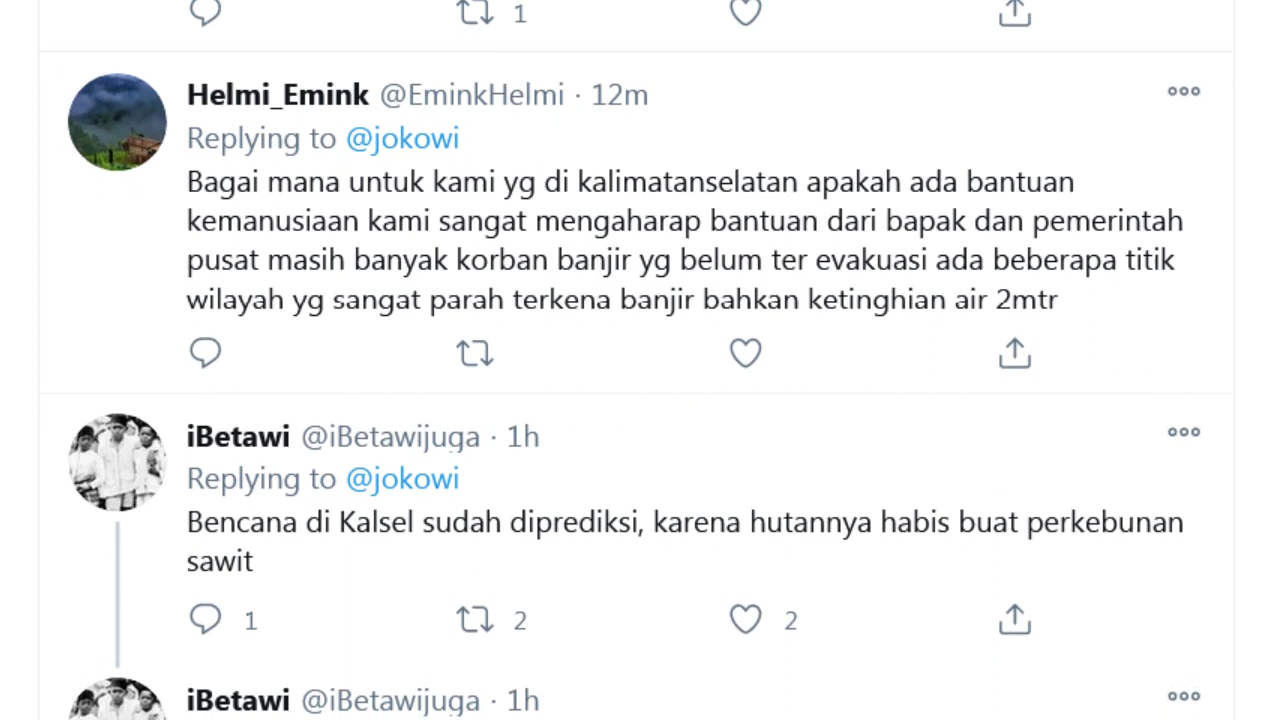 1
Helmi_Emink @EminkHelmi · 12m
Replying to @jokowi
Bagai mana untuk kami yg di kalimatanselatan apakah ada bantuan
kemanusiaan kami sangat mengaharap bantuan dari bapak dan pemerintah
pusat masih banyak korban banjir yg belum ter evakuasi ada beberapa titik
wilayah yg sangat parah terkena banjir bahkan ketinghian air 2mtr
iBetawi @iBetawijuga · 1h
Replying to @jokowi
Bencana di Kalsel sudah diprediksi, karena hutannya habis buat perkebunan
sawit
1 2 2
iBetawi @iBetawijuga · 1h